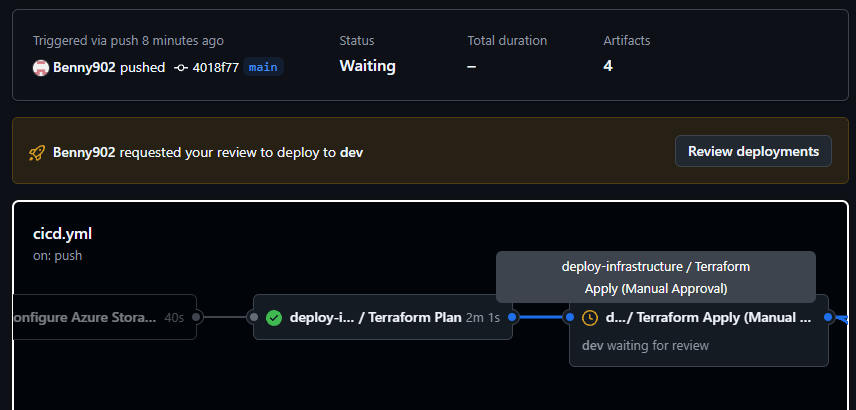 Triggered via push 8 minutes ago
Status
Total duration
Artifacts
Benny902 pushed 4018f77 main
Waiting
–
4
Benny902 requested your review to deploy to dev
Review deployments
cicd.yml
on: push
deploy-infrastructure / Terraform
Apply (Manual Approval)
onfigure Azure Stora... 40s
deploy-i... / Terraform Plan 2m 1s
d.../ Terraform Apply (Manual ...
dev waiting for review